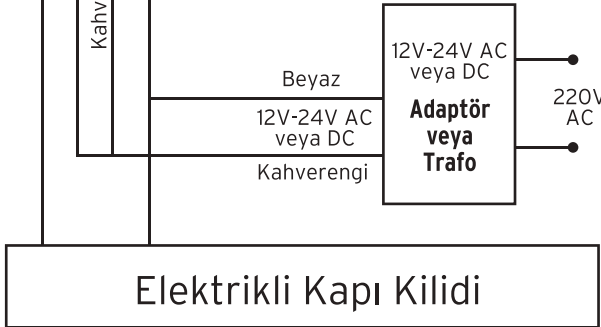 Kahv
Beyaz
12V-24V AC
veya DC
Kahverengi
12V-24V AC
veya DC
Adaptör
veya
Trafo
220V
AC
Elektrikli Kapı Kilidi